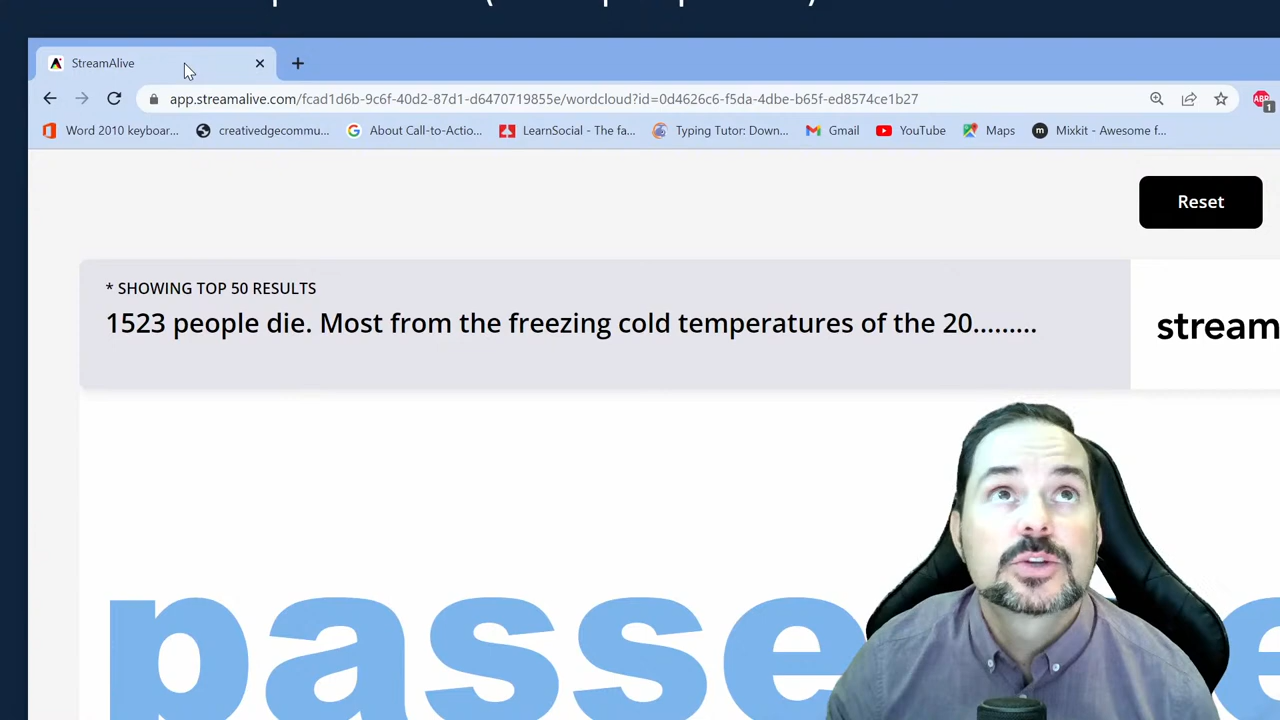 StreamAlive
app.streamalive.com/fcad1d6b-9c6f-40d2-87d1-d6470719855e/wordcloud?id=0d4626c6-f5da-4dbe-b65f-ed8574ce1b27
Word 2010 keyboar... creativedgecommu... About Call-to-Actio... LearnSocial - The fa... Typing Tutor: Down... Gmail YouTube Maps Mixkit - Awesome f...
ABP
1
Reset
* SHOWING TOP 50 RESULTS
1523 people die. Most from the freezing cold temperatures of the 20.........
stream
passe